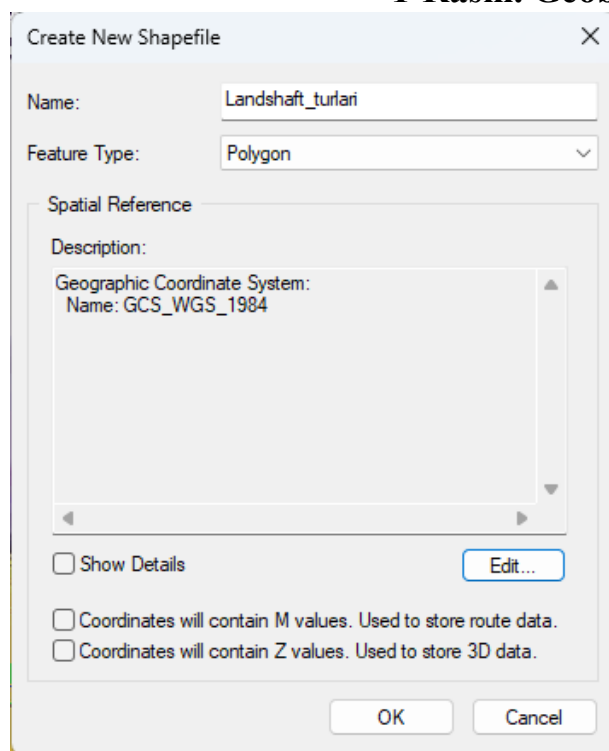 Create New Shapefile
Name:
Landshaft_turlari
Feature Type:
Polygon
Spatial Reference
Description:
Geographic Coordinate System:
Name: GCS_WGS_1984
Show Details
Edit...
Coordinates will contain M values. Used to store route data.
Coordinates will contain Z values. Used to store 3D data.
OK
Cancel